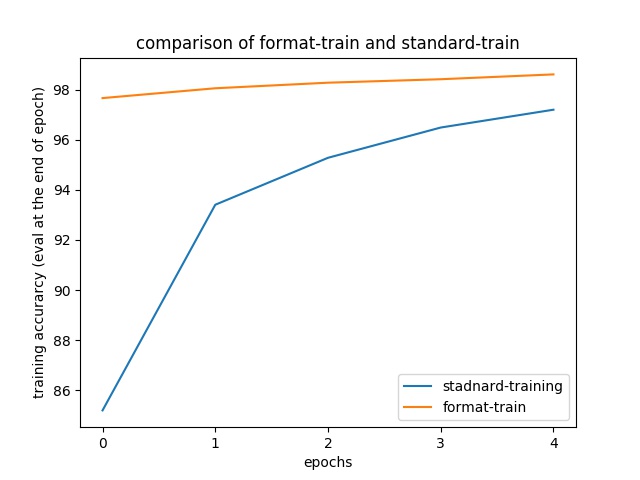 comparison of format-train and standard-train
training accurarcy (eval at the end of epoch)
98
96
94
92
90
88
86
stadnard-training
format-train
0 1 2 3 4
epochs